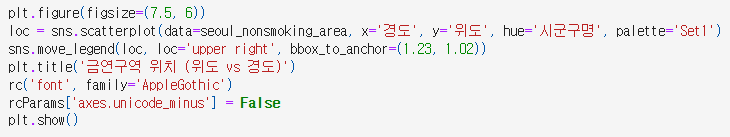 plt.figure(figsize=(7.5, 6))
loc = sns.scatterplot(data=seoul_nonsmoking_area, x='경도', y='위도', hue='시군구명', palette='Set1')
sns.move_legend(loc, loc='upper right', bbox_to_anchor=(1.23, 1.02))
plt.title('금연구역 위치 (위도 vs 경도)')
rc('font', family='AppleGothic')
rcParams['axes.unicode_minus'] = False
plt.show()